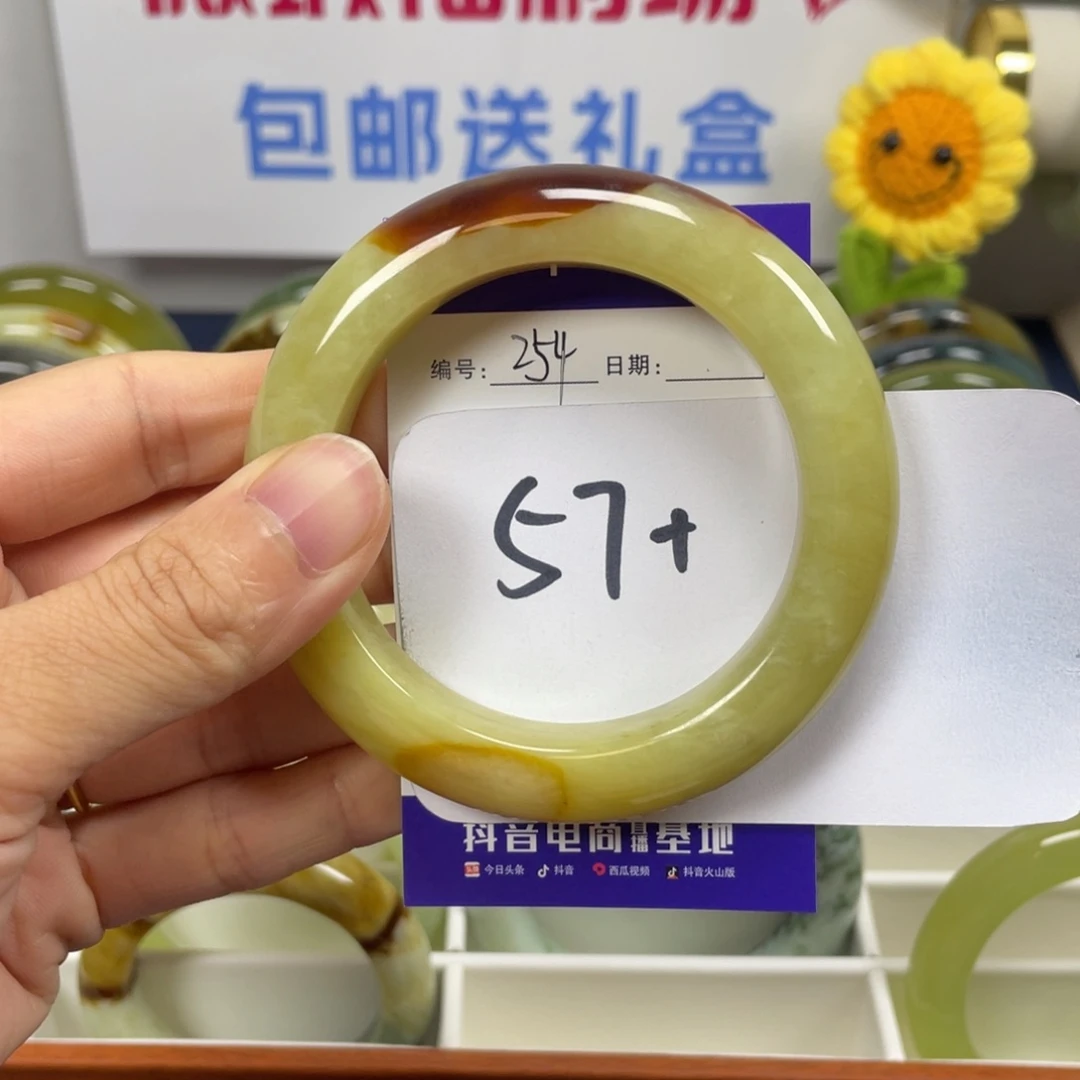 包邮送礼盒
编号: 254 日期:
57+
抖音电商直播基地
今日头条 抖音 西瓜视频 抖音火山版